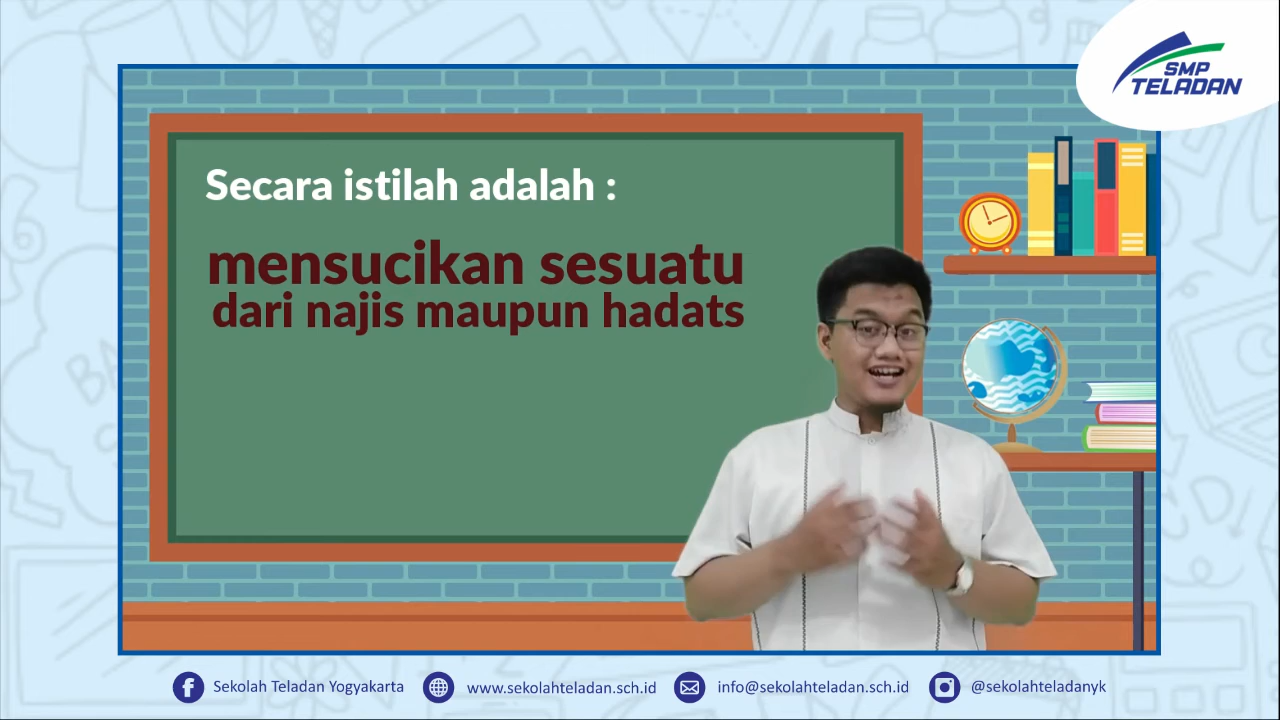 SMP
TELADAN
Secara istilah adalah :
mensucikan sesuatu
dari najis maupun hadats
Sekolah Teladan Yogyakarta
www.sekolahteladan.sch.id
info@sekolahteladan.sch.id
@sekolahteladanyk